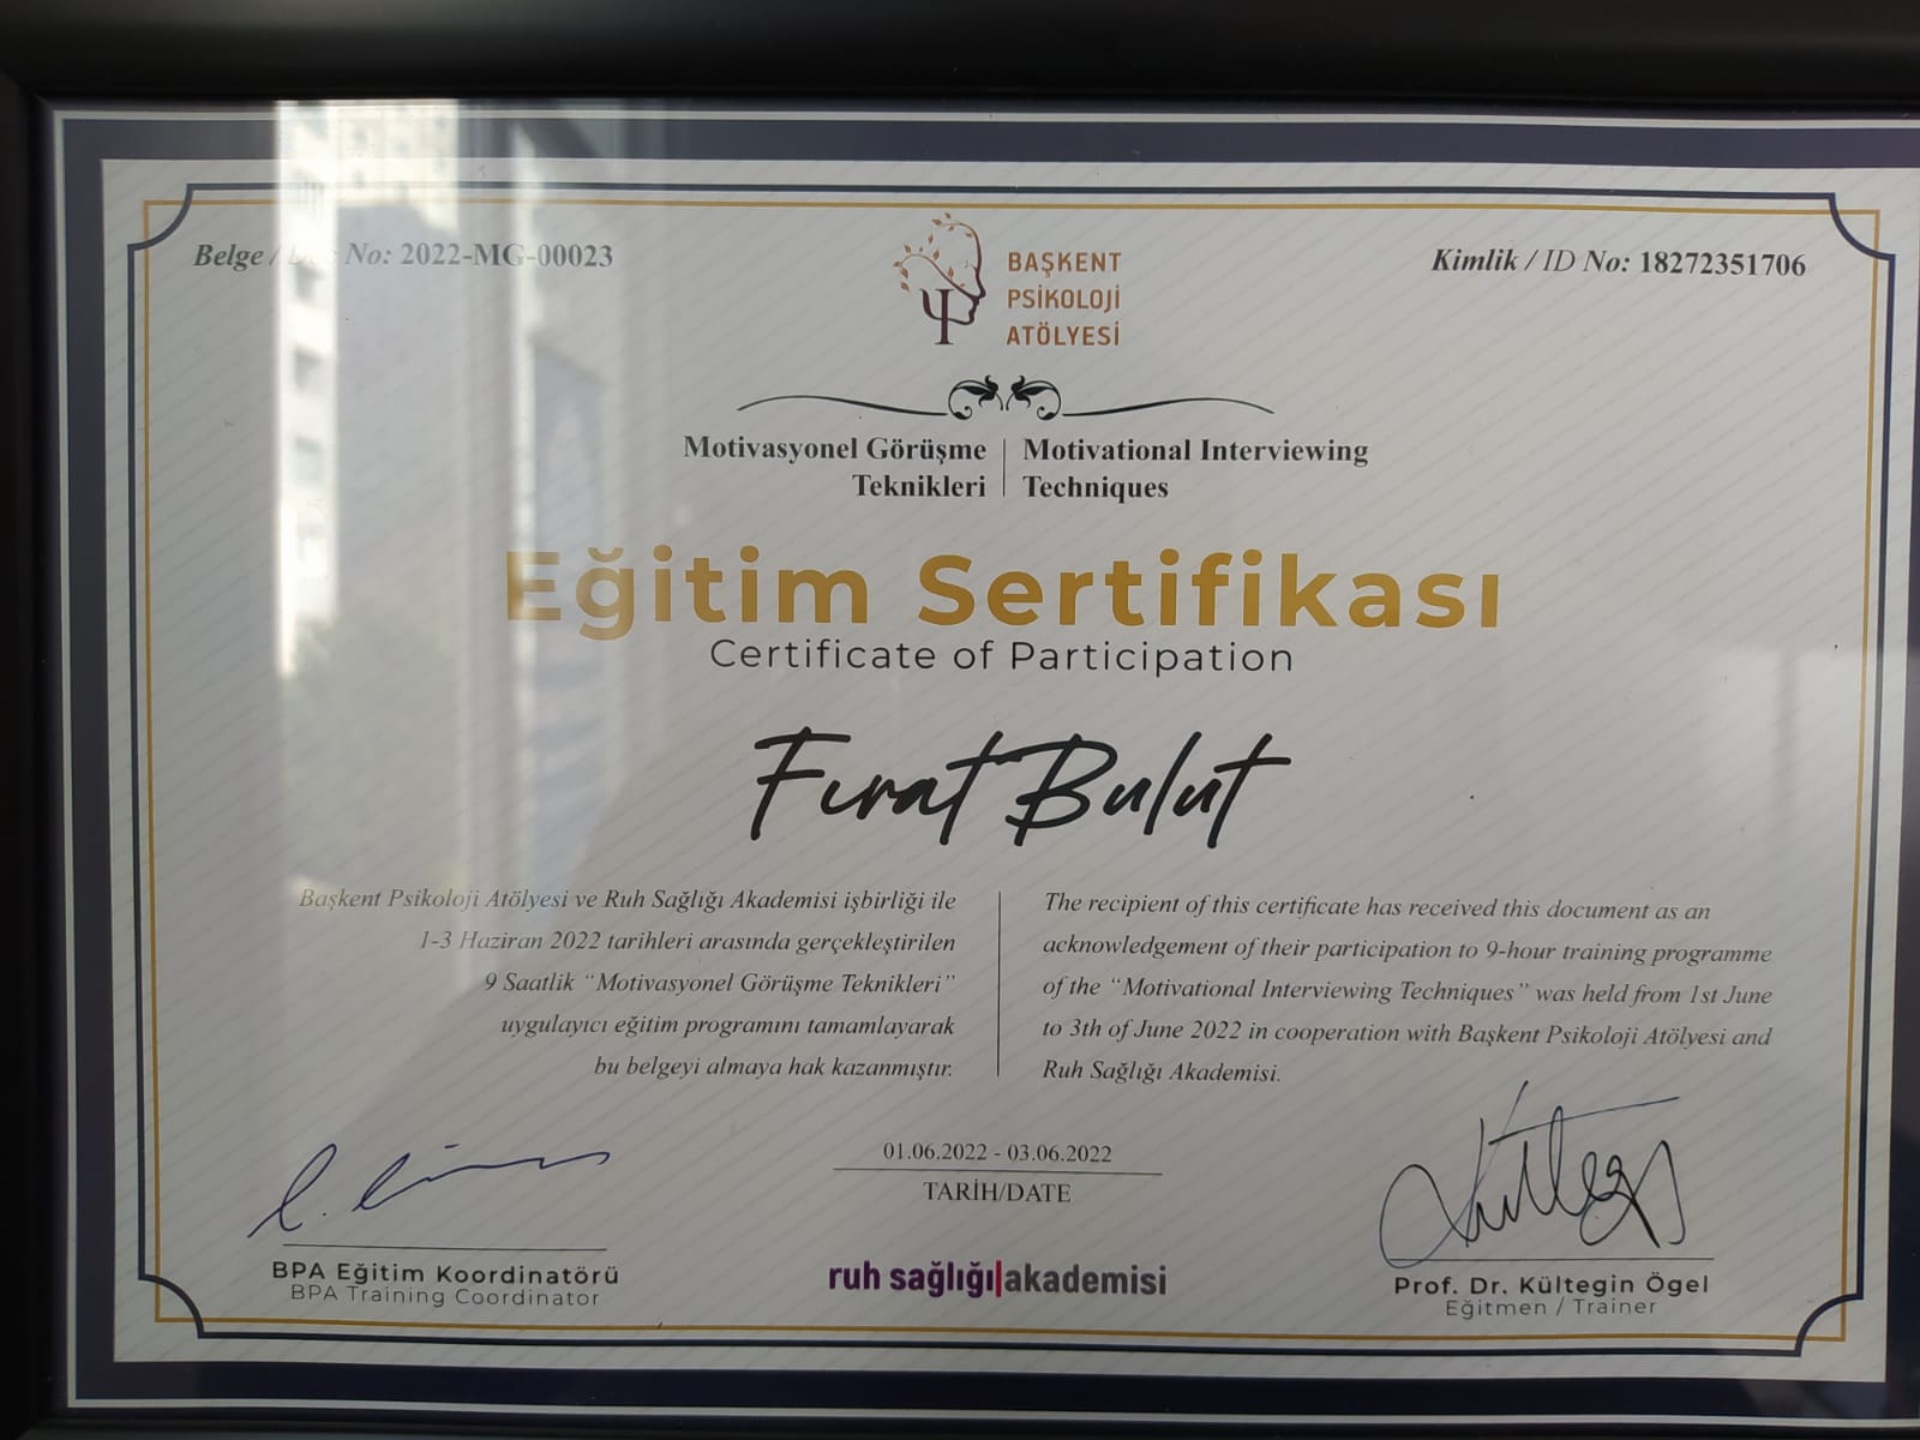 Belge / Doc No: 2022-MG-00023
Kimlik / ID No: 18272351706
BAŞKENT
PSİKOLOJİ
ATÖLYESİ
Motivasyonel Görüşme
Teknikleri
Motivational Interviewing
Techniques
Eğitim Sertifikası
Certificate of Participation
Fırat Bulut
Başkent Psikoloji Atölyesi ve Ruh Sağlığı Akademisi işbirliği ile
1-3 Haziran 2022 tarihleri arasında gerçekleştirilen
9 Saatlik “Motivasyonel Görüşme Teknikleri”
uygulayıcı eğitim programını tamamlayarak
bu belgeyi almaya hak kazanmıştır.
The recipient of this certificate has received this document as an
acknowledgement of their participation to 9-hour training programme
of the “Motivational Interviewing Techniques” was held from 1st June
to 3th of June 2022 in cooperation with Başkent Psikoloji Atölyesi and
Ruh Sağlığı Akademisi.
01.06.2022 - 03.06.2022
TARİH/DATE
BPA Eğitim Koordinatörü
BPA Training Coordinator
ruh sağlığı|akademisi
Kültegin
Prof. Dr. Kültegin Ögel
Eğitmen / Trainer